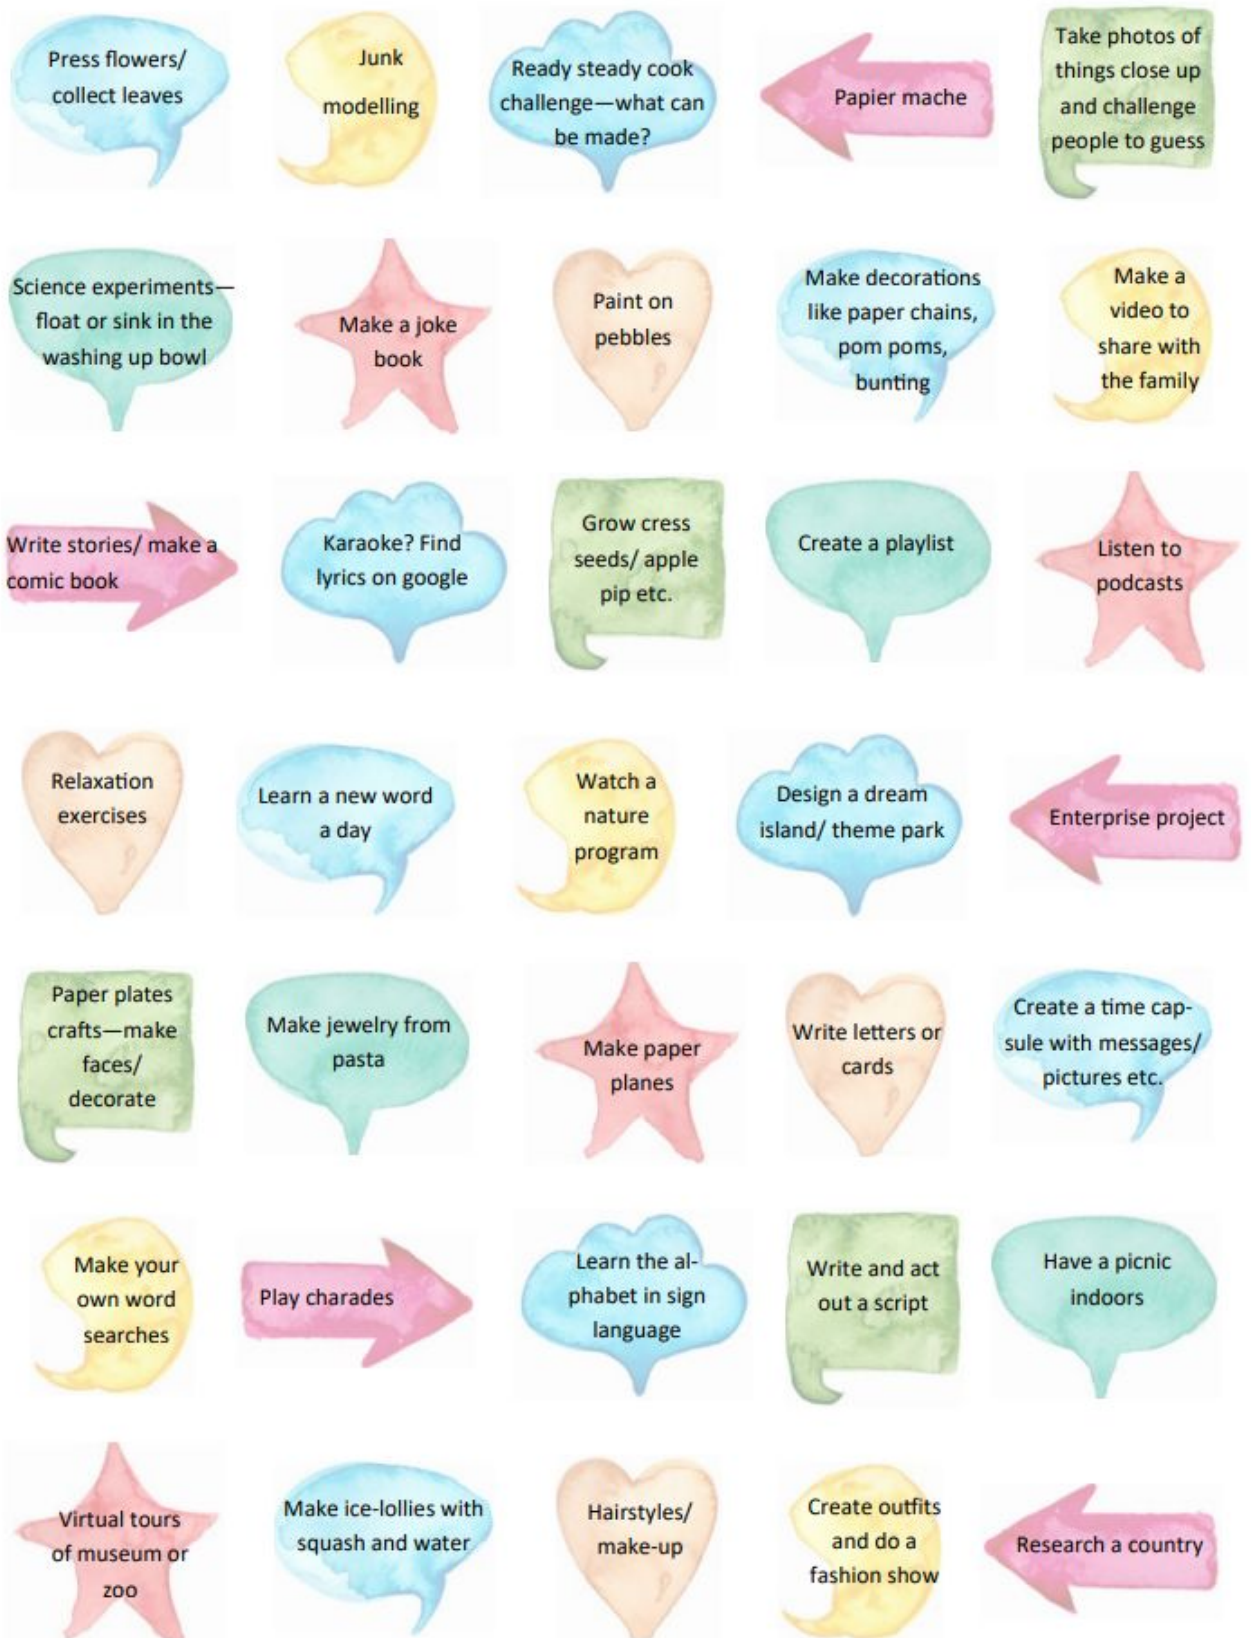 Press flowers/
collect leaves
Junk
modelling
Ready steady cook
challenge—what can
be made?
Papier mache
Take photos of
things close up
and challenge
people to guess
Science experiments—
float or sink in the
washing up bowl
Make a joke
book
Paint on
pebbles
Make decorations
like paper chains,
pom poms,
bunting
Make a
video to
share with
the family
Write stories/ make a
comic book
Karaoke? Find
lyrics on google
Grow cress
seeds/ apple
pip etc.
Create a playlist
Listen to
podcasts
Relaxation
exercises
Learn a new word
a day
Watch a
nature
program
Design a dream
island/ theme park
Enterprise project
Paper plates
crafts—make
faces/
decorate
Make jewelry from
pasta
Make paper
planes
Write letters or
cards
Create a time cap-
sule with messages/
pictures etc.
Make your
own word
searches
Play charades
Learn the al-
phabet in sign
language
Write and act
out a script
Have a picnic
indoors
Virtual tours
of museum or
zoo
Make ice-lollies with
squash and water
Hairstyles/
make-up
Create outfits
and do a
fashion show
Research a country